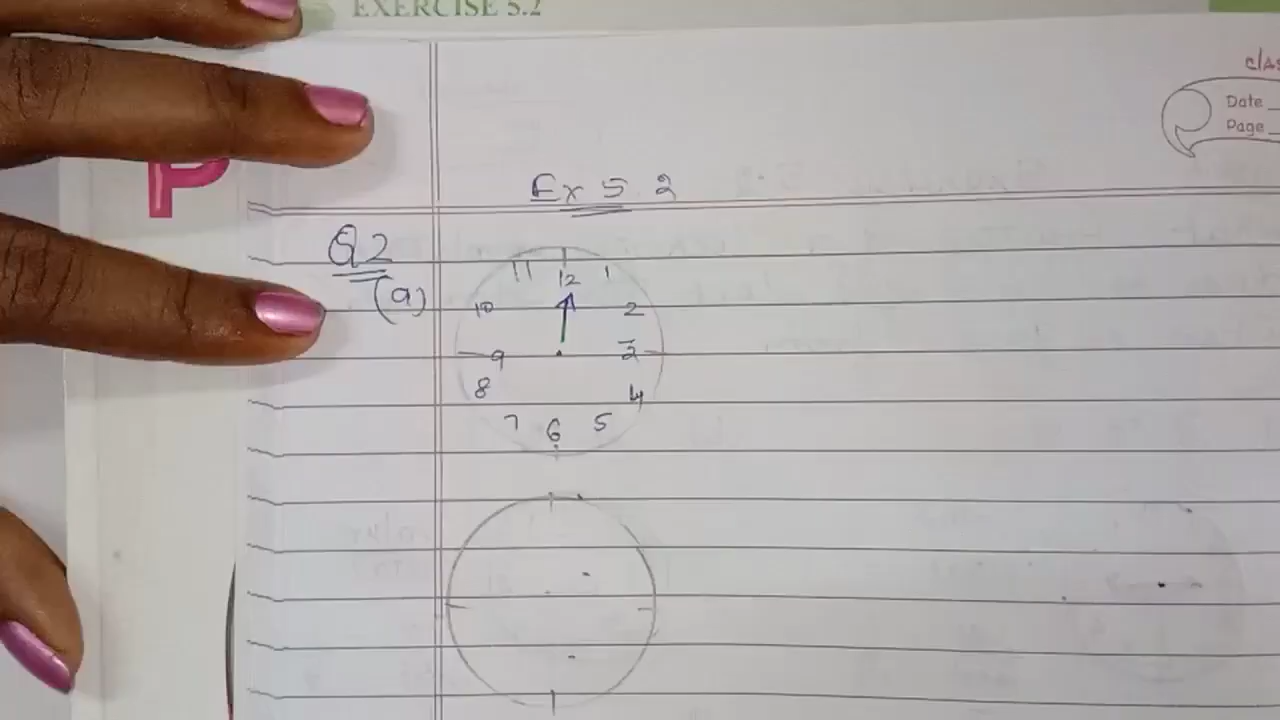 EXERCISE 5.2
Date
Page
P
Ex 5.2
Q2
(a)
11 12 1
10 2
9 3
8 4
7 6 5